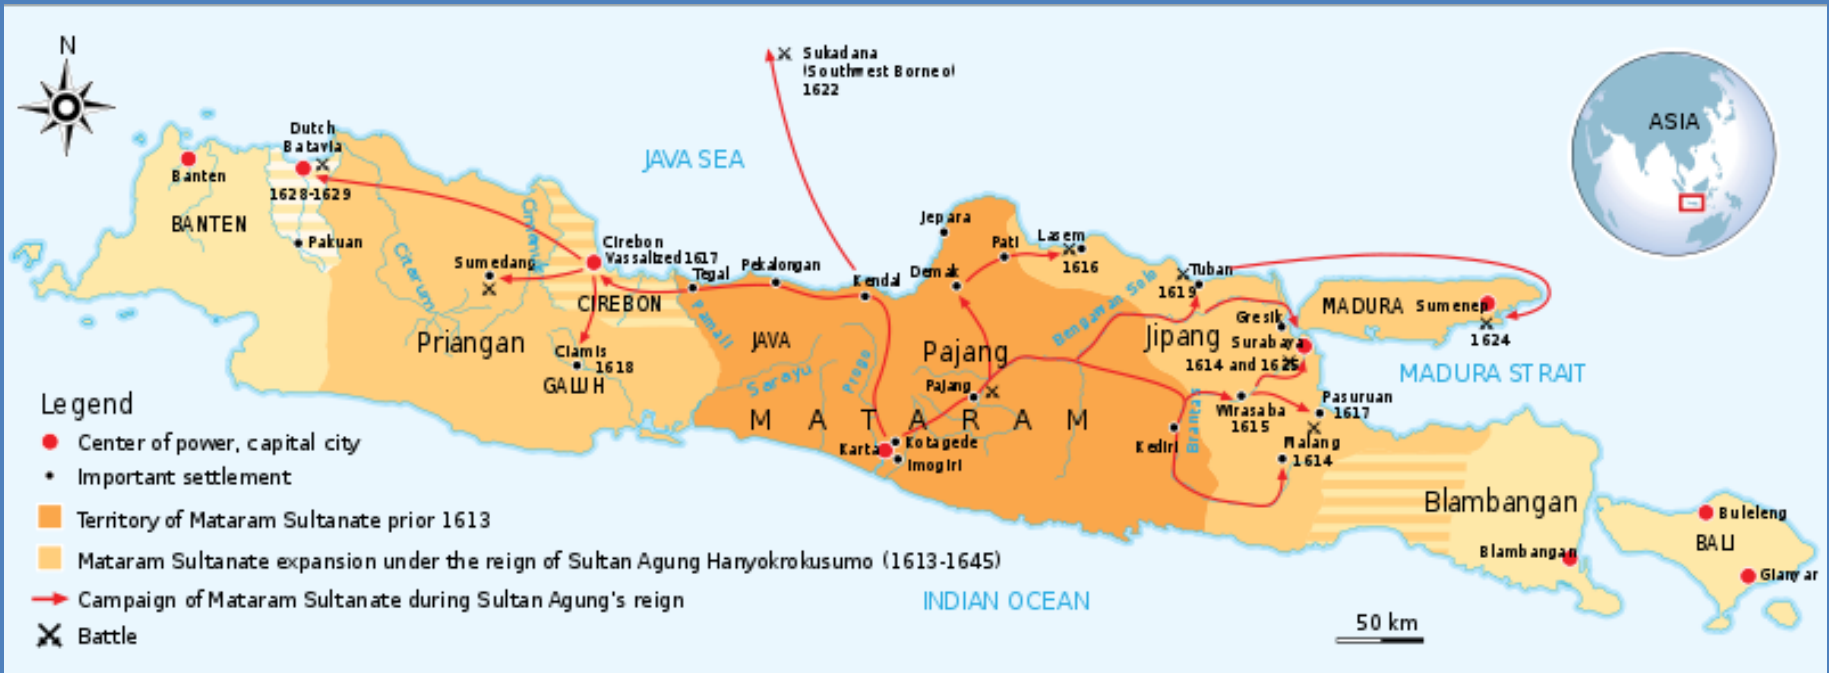 N
Sukadana
(Southwest Borneo)
1622
ASIA
Dutch
Batavia
1628-1629
JAVA SEA
Banten
BANTEN
Pakuan
Cimanuk
Citarum
Sumedang
Cirebon
Vassalized 1617
CIREBON
Tegal
Pekalongan
Kendal
Demak
Jepara
Pati
Lasem
1616
Tuban
1619
Bengawan Solo
Gresik
MADURA
Sumenep
1624
MADURA STRAIT
Jipang
Surabaya
1614 and 1625
Pamali
JAVA
Serayu
Progo
Pajang
Pajang
Priangan
Ciamis
1618
GALUH
M A T A R A M
Karta
Kotagede
Imogiri
Kediri
Brantas
Wirasaba
1615
Pasuruan
1617
Malang
1614
Blambangan
Blambangan
Buleleng
BALI
Gianyar
INDIAN OCEAN
50 km
Legend
Center of power, capital city
Important settlement
Territory of Mataram Sultanate prior 1613
Mataram Sultanate expansion under the reign of Sultan Agung Hanyokrokusumo (1613-1645)
Campaign of Mataram Sultanate during Sultan Agung's reign
Battle